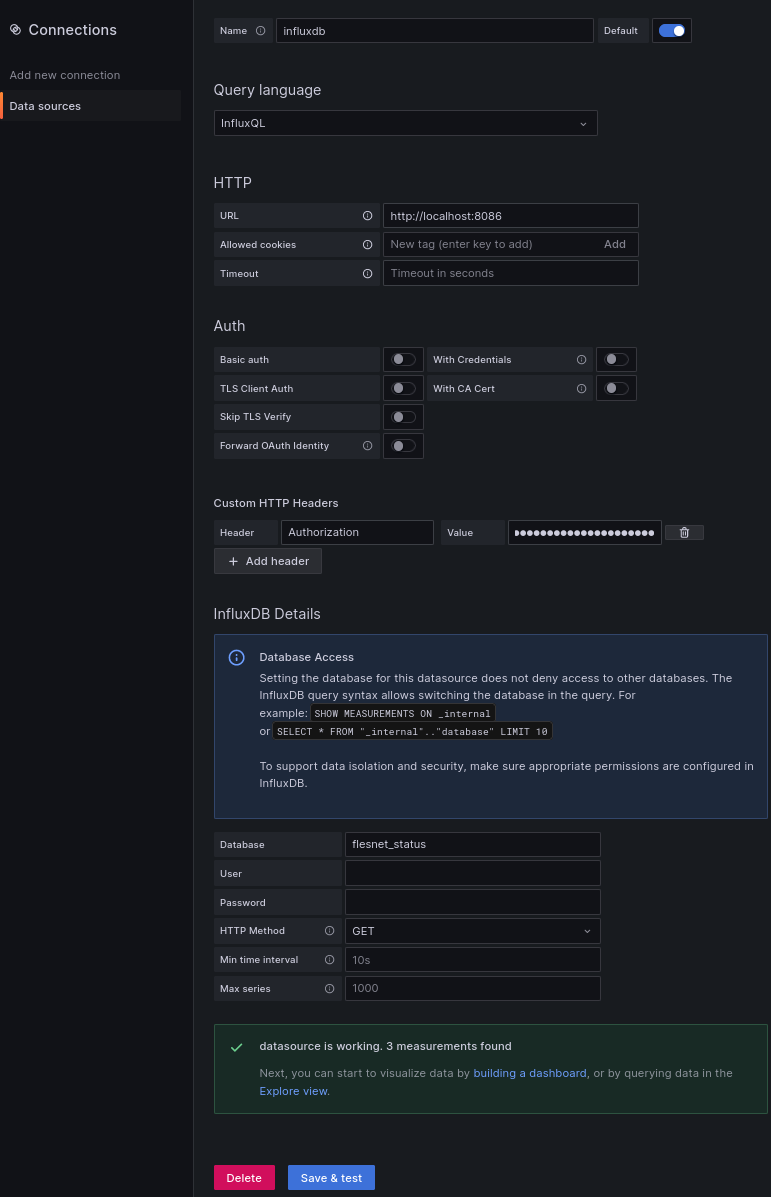 Connections
Add new connection
Data sources
Name influxdb Default
Query language
InfluxQL
HTTP
URL http://localhost:8086
Allowed cookies New tag (enter key to add) Add
Timeout Timeout in seconds
Auth
Basic auth With Credentials
TLS Client Auth With CA Cert
Skip TLS Verify
Forward OAuth Identity
Custom HTTP Headers
Header Authorization Value
Add header
InfluxDB Details
Database Access
Setting the database for this datasource does not deny access to other databases. The
InfluxDB query syntax allows switching the database in the query. For
example: SHOW MEASUREMENTS ON _internal
or SELECT * FROM "_internal".."database" LIMIT 10
To support data isolation and security, make sure appropriate permissions are configured in
InfluxDB.
Database flesnet_status
User
Password
HTTP Method GET
Min time interval 10s
Max series 1000
datasource is working. 3 measurements found
Next, you can start to visualize data by building a dashboard, or by querying data in the
Explore view.
Delete Save & test